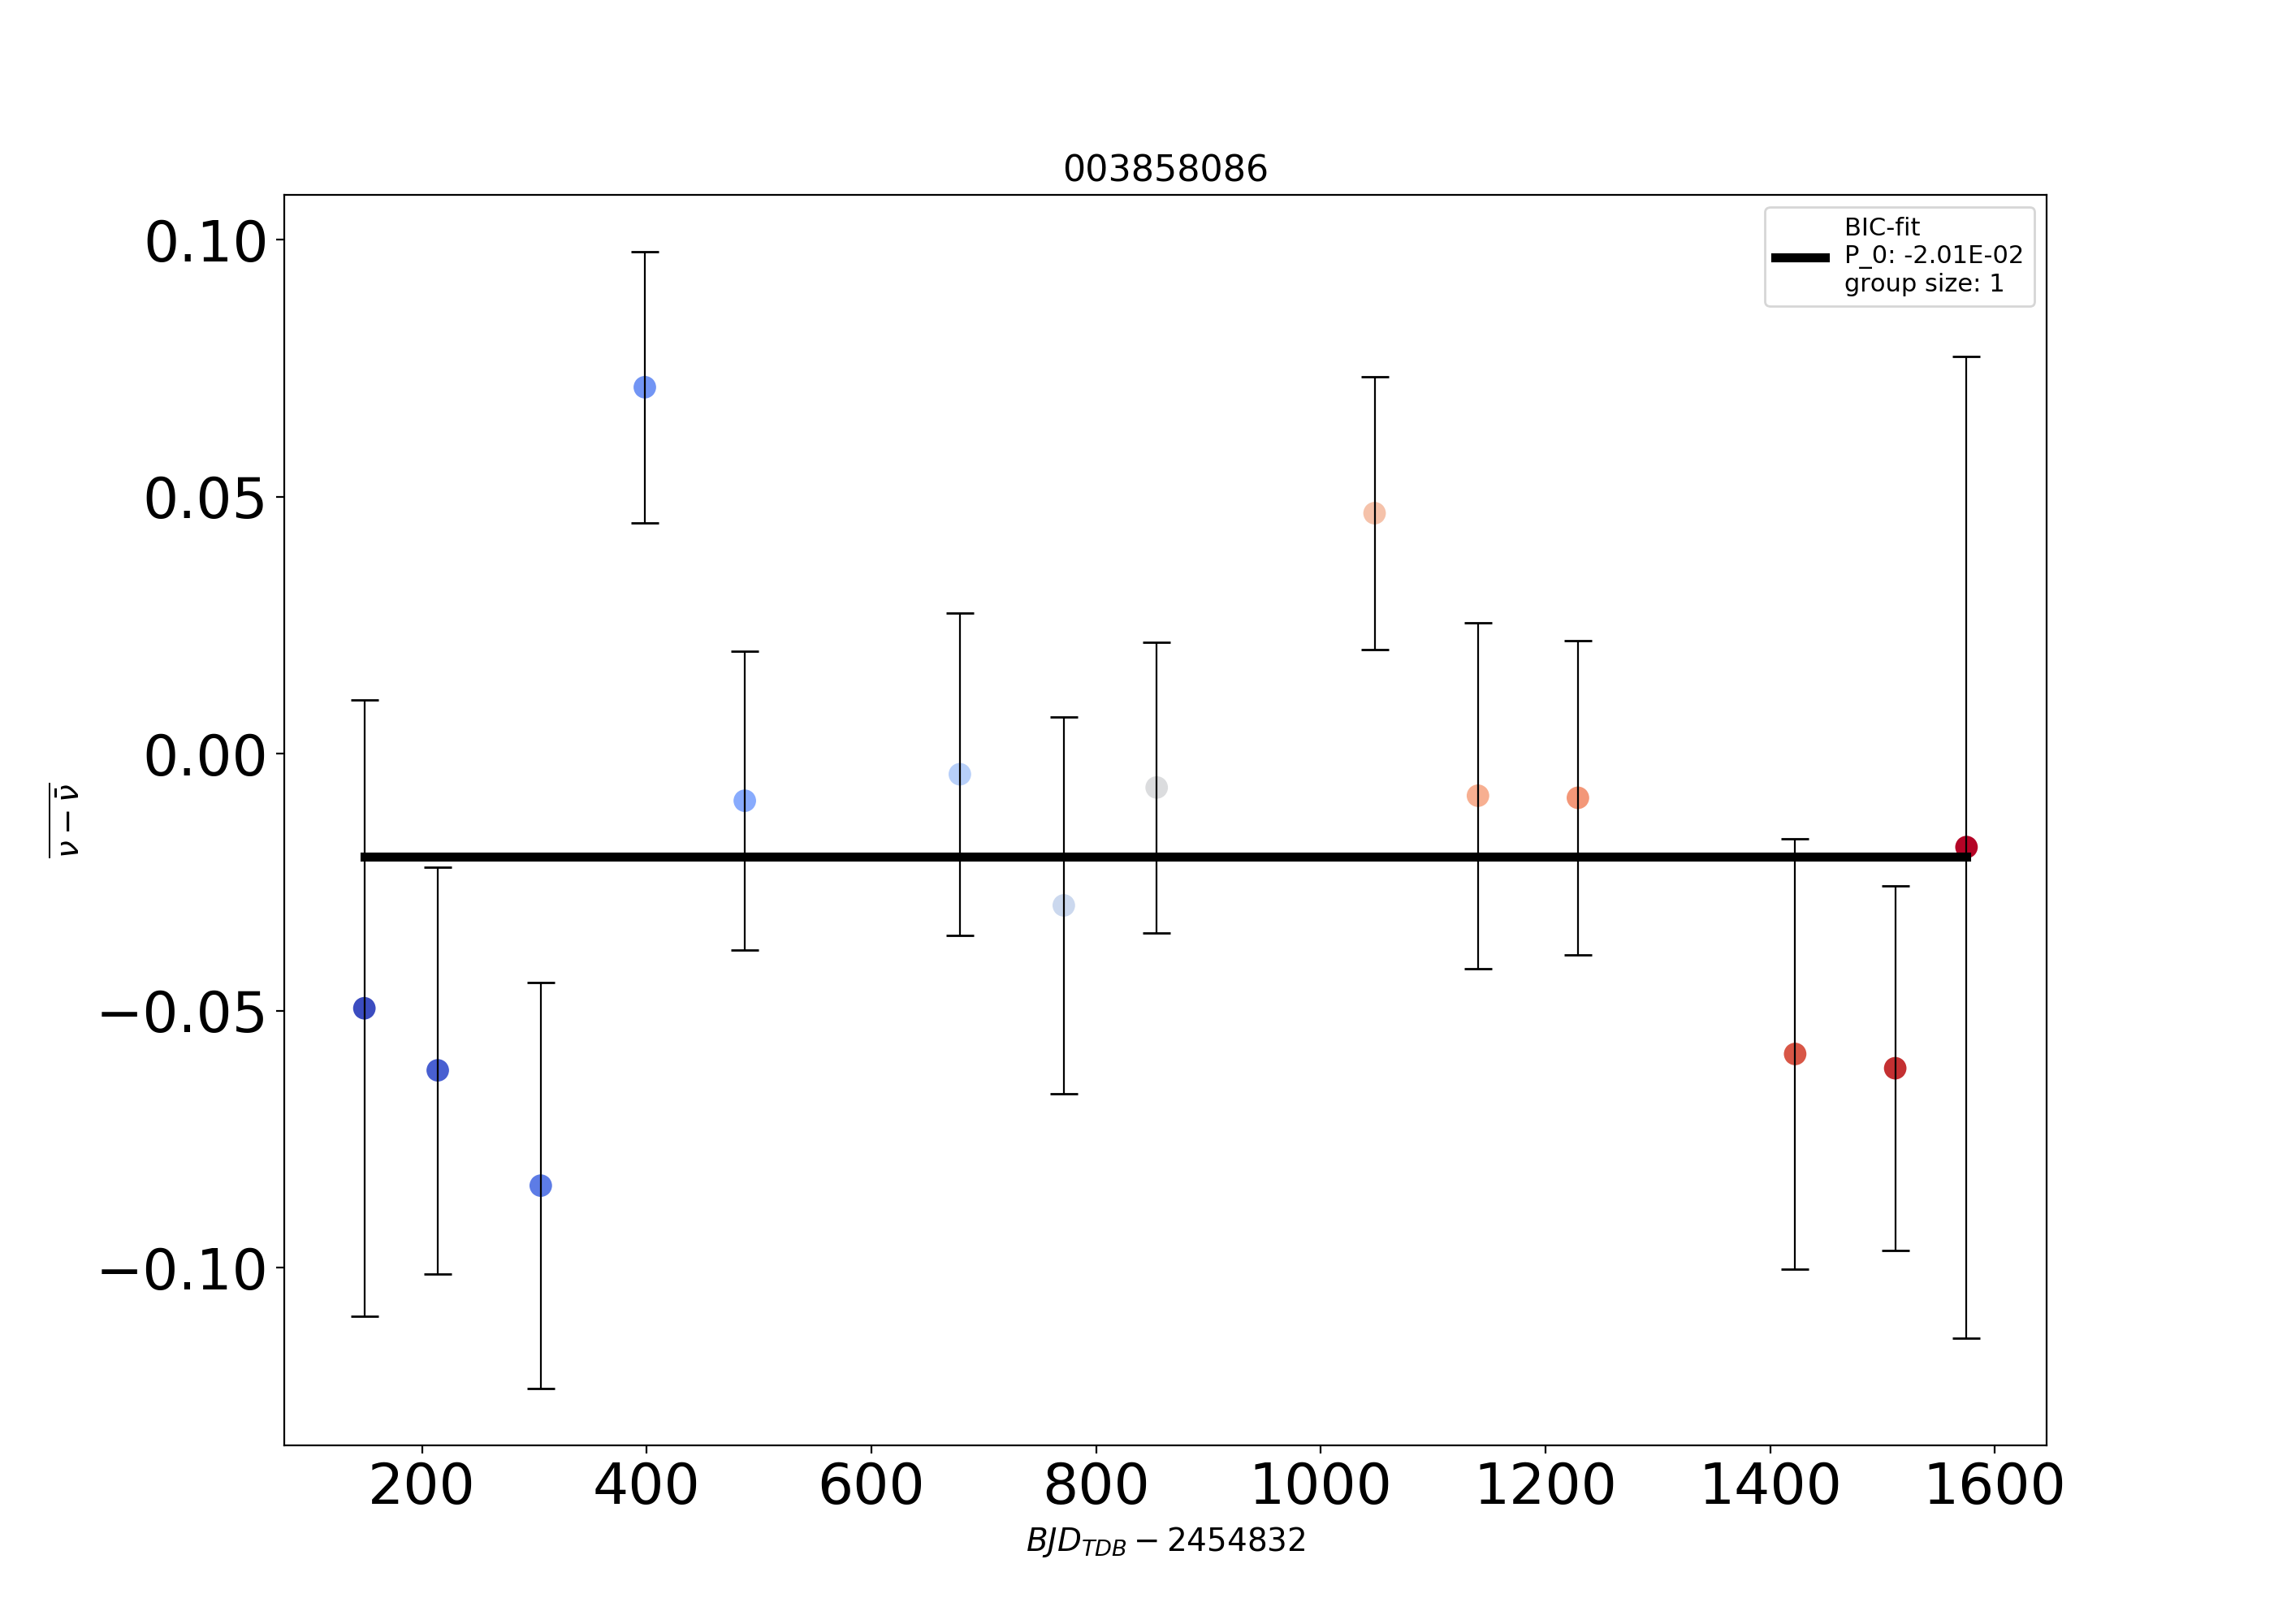 003858086
BIC-fit
P_0: -2.01E-02
group size: 1
0.10
0.05
0.00
−0.05
−0.10
ν − ν̄
200 400 600 800 1000 1200 1400 1600
BJD_TDB − 2454832